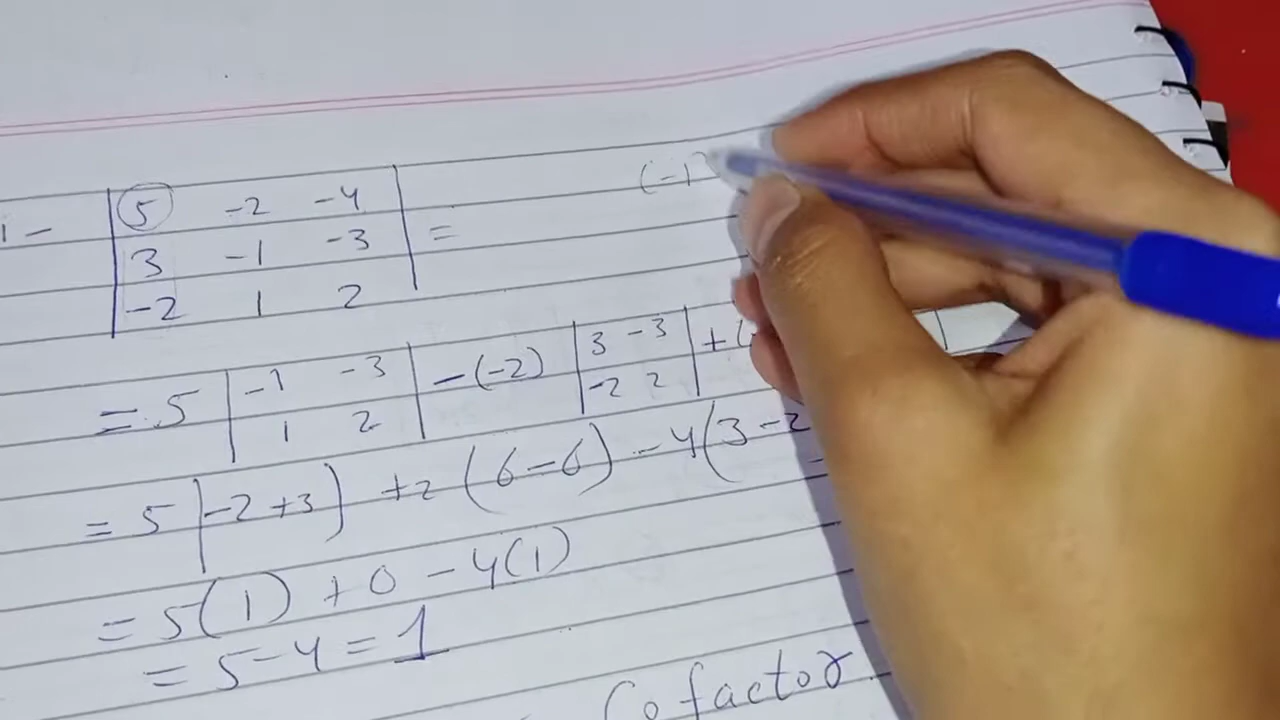 i- | 5 -2 -4 | = (-1)
| 3 -1 -3 |
| -2 1 2 |
= 5 | -1 -3 | -(-2) | 3 -3 | +(
| 1 2 | | -2 2 |
= 5 |-2+3) +2 (6-6) -4(3-2
= 5(1) +0 -4(1)
= 5-4 = 1
Cofactor